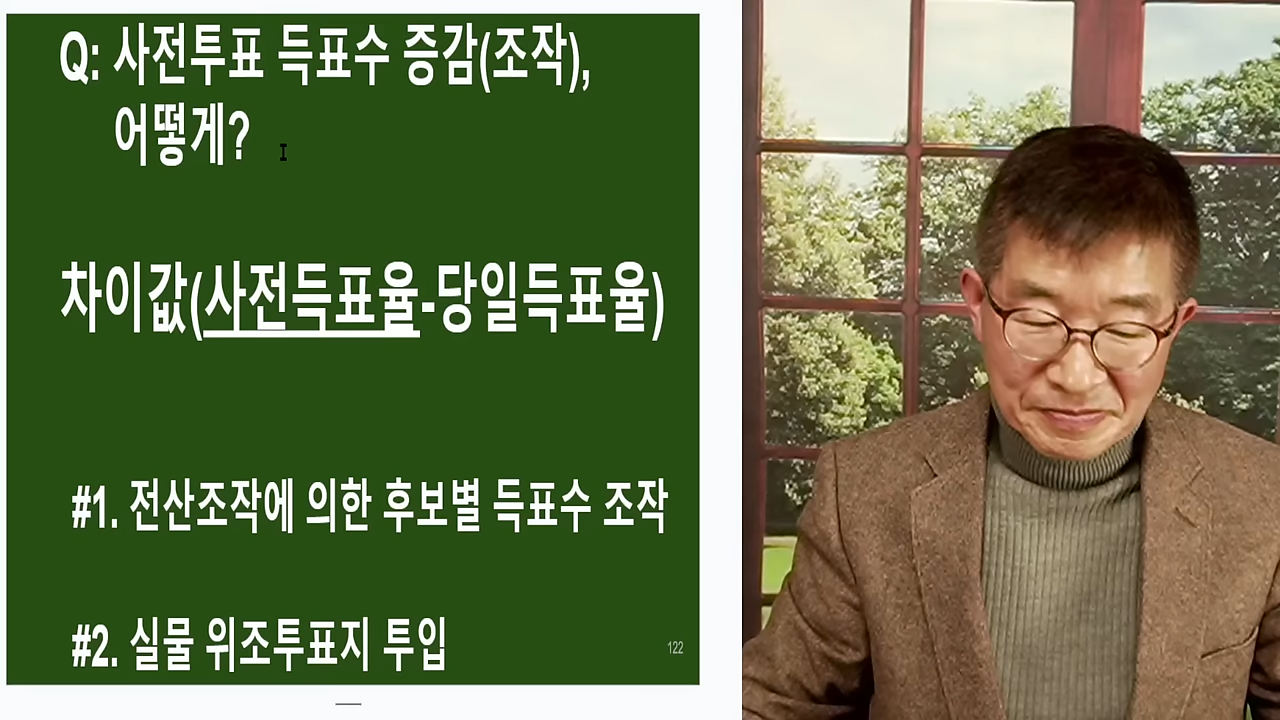 Q: 사전투표 득표수 증감(조작),
어떻게?
차이값(사전득표율-당일득표율)
#1. 전산조작에 의한 후보별 득표수 조작
#2. 실물 위조투표지 투입
122